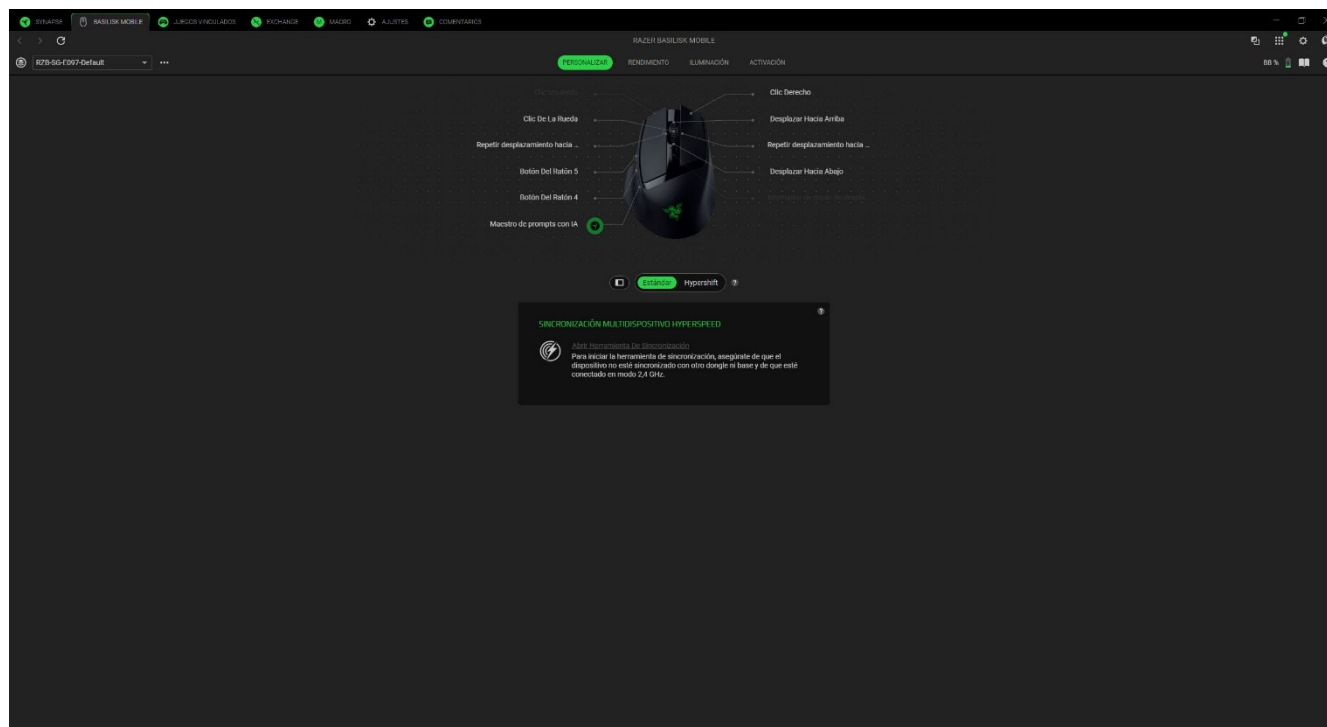 SYNAPSE
BASILISK MOBILE
JUEGOS VINCULADOS
EXCHANGE
MACRO
AJUSTES
COMENTARIOS
RAZER BASILISK MOBILE
RZ8-SG-E097-Default
PERSONALIZAR
RENDIMIENTO
ILUMINACIÓN
ACTIVACIÓN
88 %
Clic Derecho
Clic De La Rueda
Desplazar Hacia Arriba
Repetir desplazamiento hacia ...
Repetir desplazamiento hacia ...
Botón Del Ratón 5
Desplazar Hacia Abajo
Botón Del Ratón 4
Maestro de prompts con IA
Estándar
Hypershift
SINCRONIZACIÓN MULTIDISPOSITIVO HYPERSPEED
Abrir Herramienta De Sincronización
Para iniciar la herramienta de sincronización, asegúrate de que el
dispositivo no esté sincronizado con otro dongle ni base y de que esté
conectado en modo 2,4 GHz.